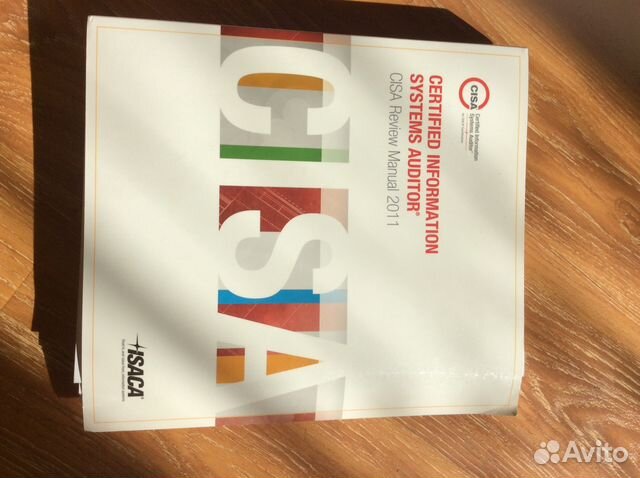 CISA
Certified Information
Systems Auditor®
CERTIFIED INFORMATION
SYSTEMS AUDITOR®
CISA Review Manual 2011
CISA
ISACA®
Avito